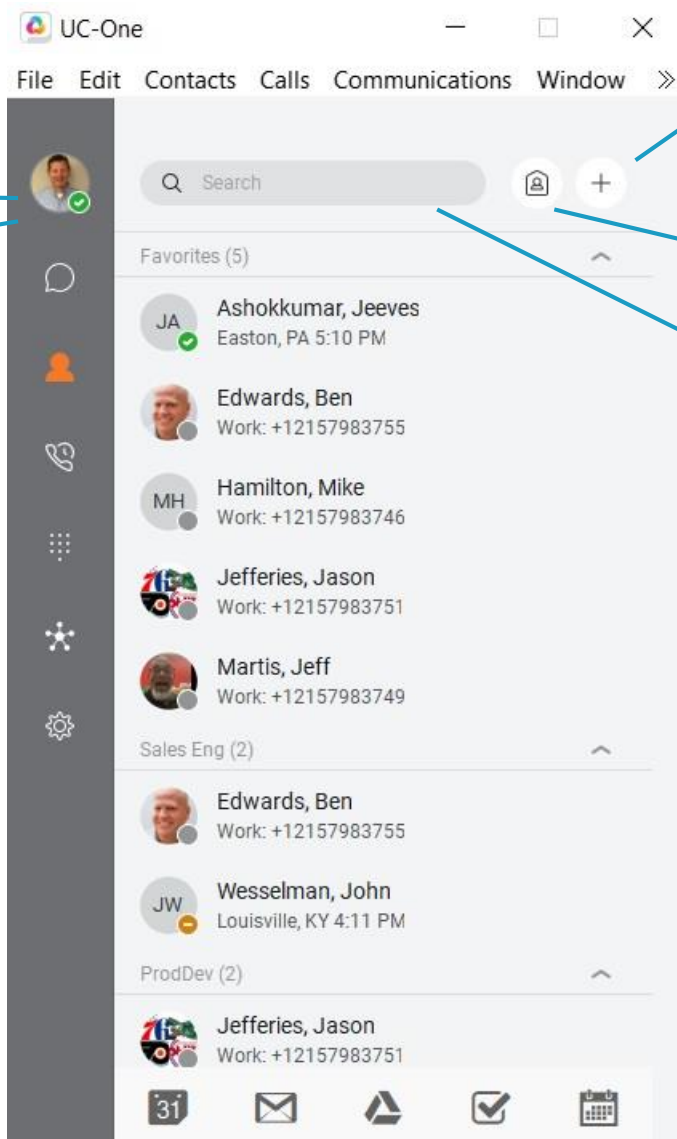 UC-One
File Edit Contacts Calls Communications Window
Search
Favorites (5)
JA
Ashokkumar, Jeeves
Easton, PA 5:10 PM
Edwards, Ben
Work: +12157983755
MH
Hamilton, Mike
Work: +12157983746
76
Jefferies, Jason
Work: +12157983751
Martis, Jeff
Work: +12157983749
Sales Eng (2)
Edwards, Ben
Work: +12157983755
JW
Wesselman, John
Louisville, KY 4:11 PM
ProdDev (2)
76
Jefferies, Jason
Work: +12157983751
31